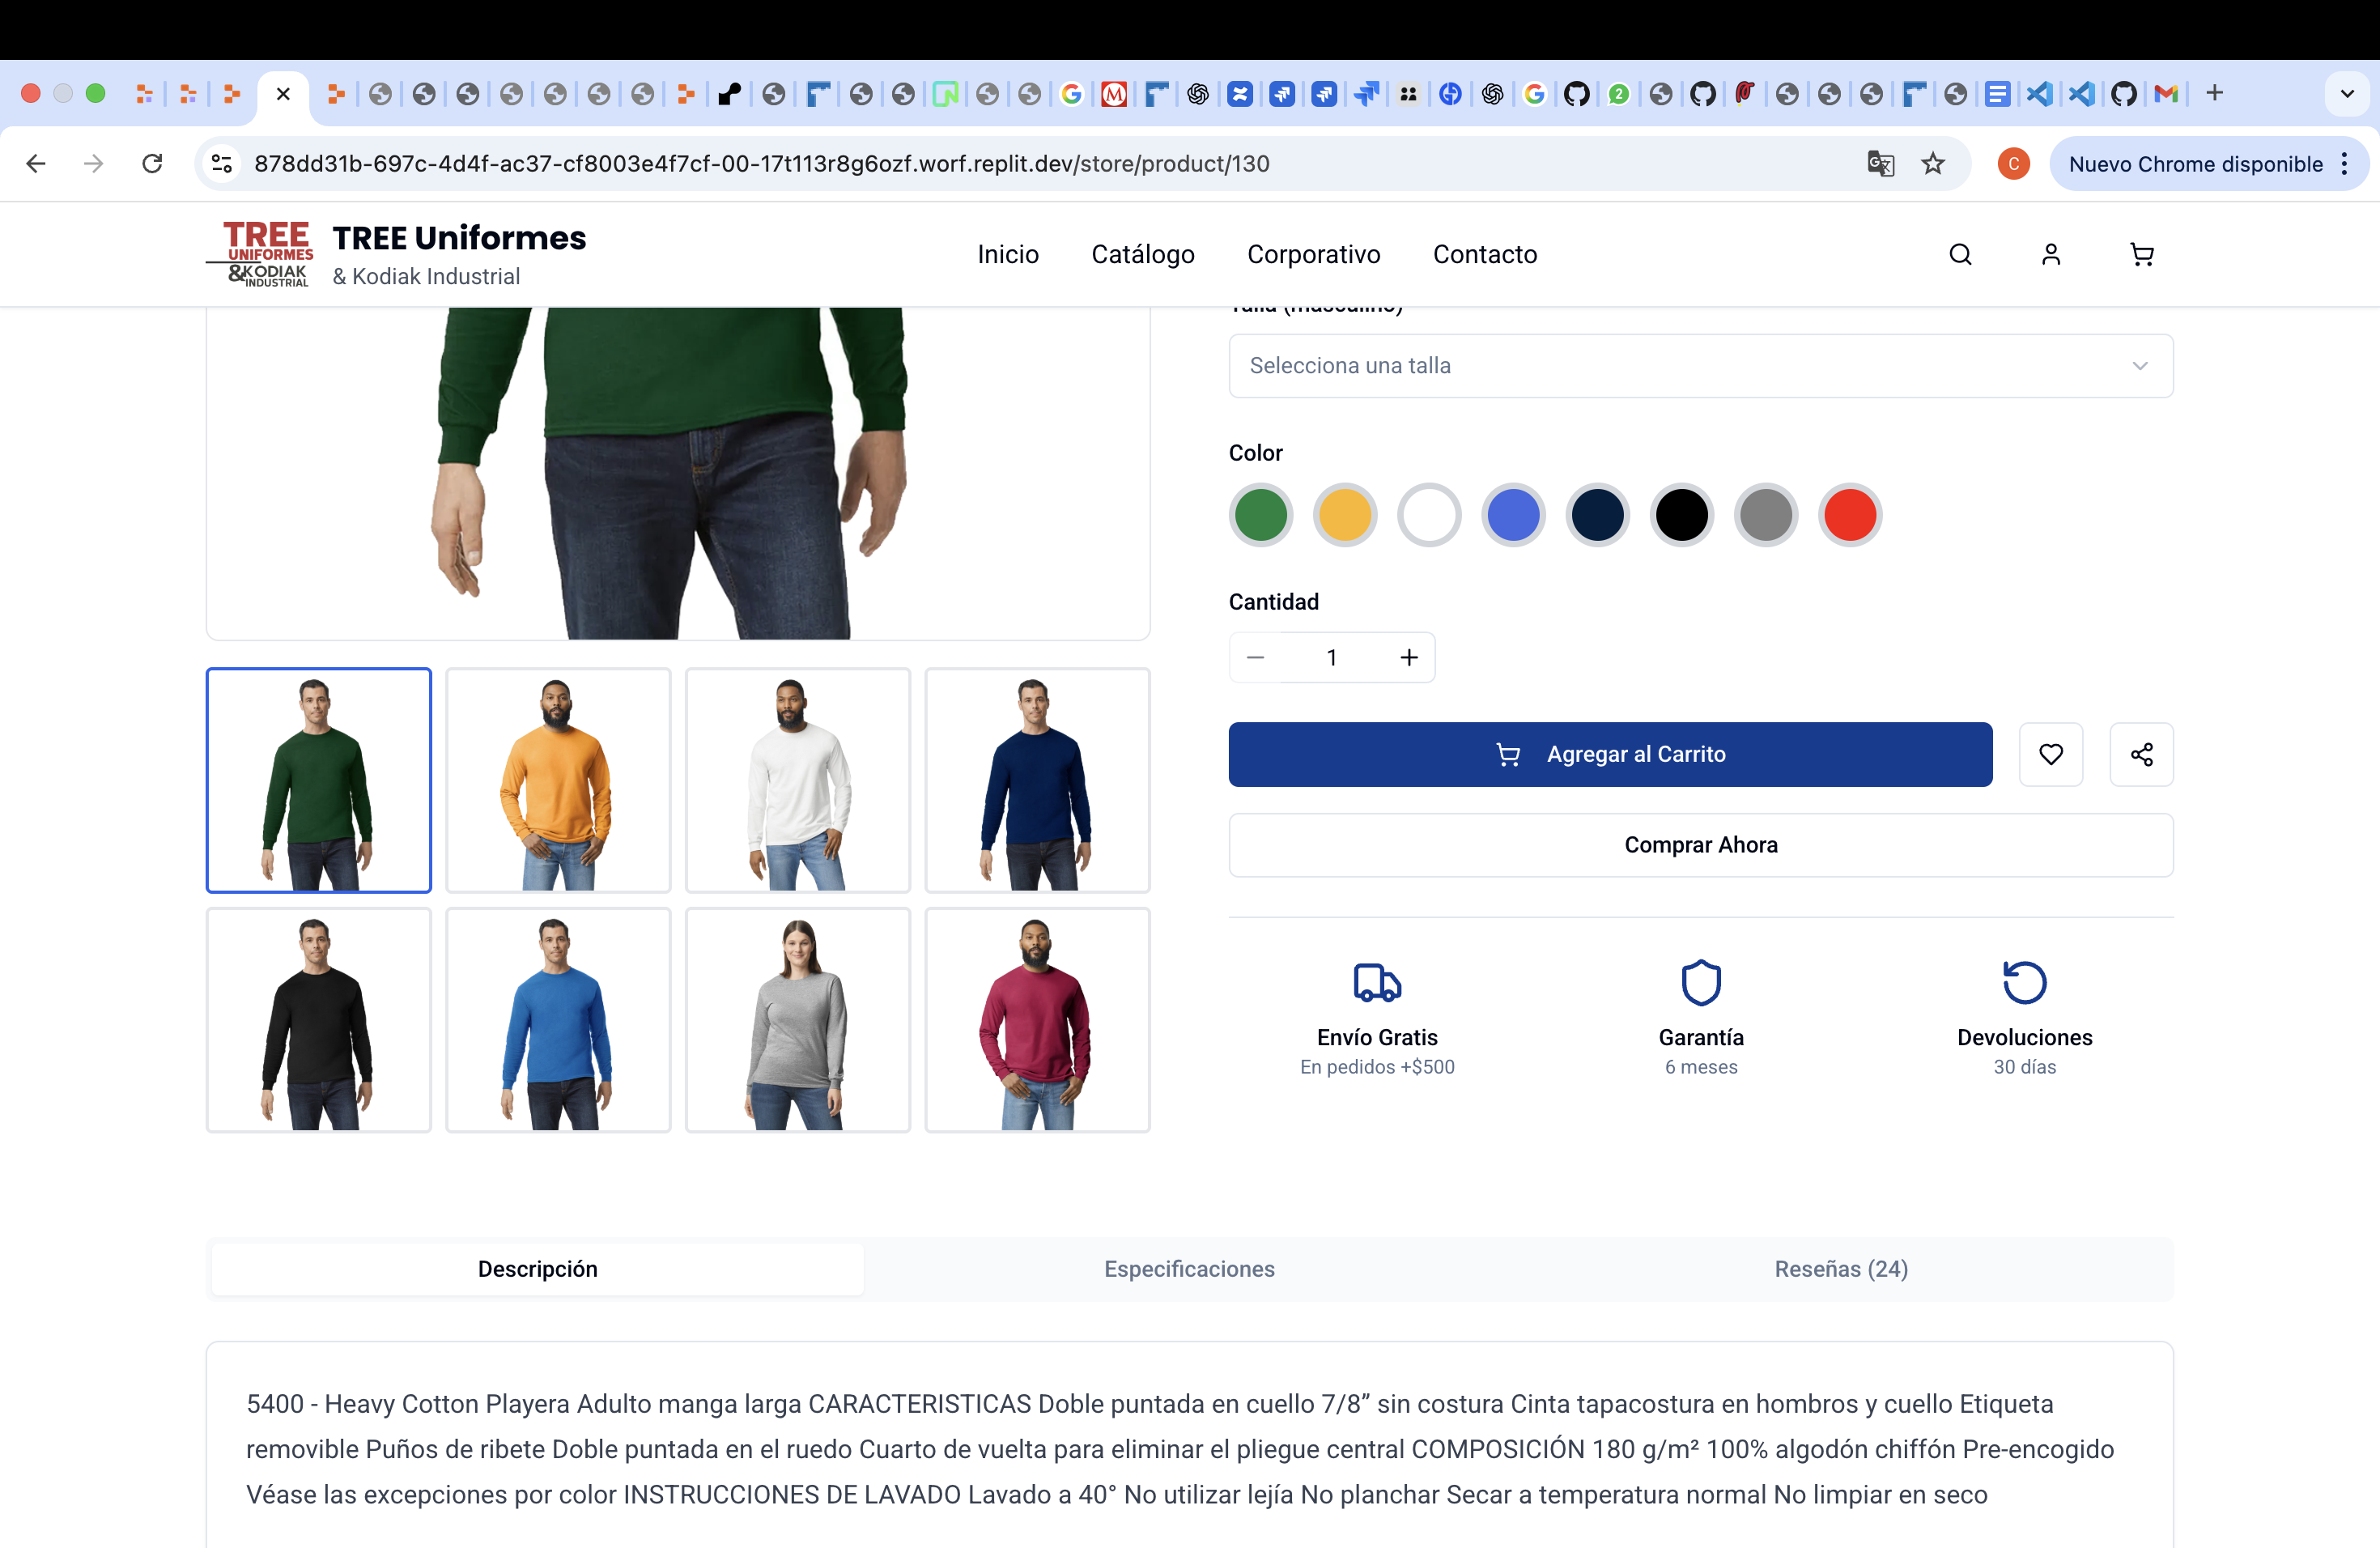 2
878dd31b-697c-4d4f-ac37-cf8003e4f7cf-00-17t113r8g6ozf.worf.replit.dev/store/product/130
C
Nuevo Chrome disponible
TREE
UNIFORMES
&KODIAK
INDUSTRIAL
TREE Uniformes
& Kodiak Industrial
Inicio
Catálogo
Corporativo
Contacto
Talla (masculino)
Selecciona una talla
Color
Cantidad
1
Agregar al Carrito
Comprar Ahora
Envío Gratis
En pedidos +$500
Garantía
6 meses
Devoluciones
30 días
Descripción
Especificaciones
Reseñas (24)
5400 - Heavy Cotton Playera Adulto manga larga CARACTERISTICAS Doble puntada en cuello 7/8” sin costura Cinta tapacostura en hombros y cuello Etiqueta
removible Puños de ribete Doble puntada en el ruedo Cuarto de vuelta para eliminar el pliegue central COMPOSICIÓN 180 g/m² 100% algodón chiffón Pre-encogido
Véase las excepciones por color INSTRUCCIONES DE LAVADO Lavado a 40° No utilizar lejía No planchar Secar a temperatura normal No limpiar en seco